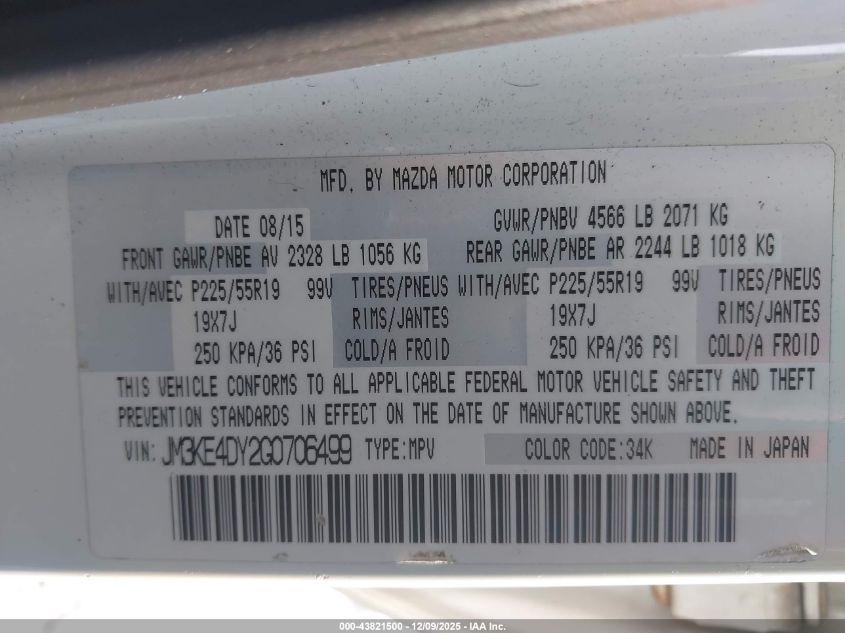 MFD. BY MAZDA MOTOR CORPORATION
DATE 08/15 GVWR/PNBV 4566 LB 2071 KG
FRONT GAWR/PNBE AV 2328 LB 1056 KG REAR GAWR/PNBE AR 2244 LB 1018 KG
WITH/AVEC P225/55R19 99V TIRES/PNEUS WITH/AVEC P225/55R19 99V TIRES/PNEUS
19X7J RIMS/JANTES 19X7J RIMS/JANTES
250 KPA/36 PSI COLD/A FROID 250 KPA/36 PSI COLD/A FROID
THIS VEHICLE CONFORMS TO ALL APPLICABLE FEDERAL MOTOR VEHICLE SAFETY AND THEFT
PREVENTION STANDARDS IN EFFECT ON THE DATE OF MANUFACTURE SHOWN ABOVE.
VIN: JM3KE4DY2G0706499 TYPE:MPV COLOR CODE:34K MADE IN JAPAN
000-43821500 - 12/09/2025 - IAA Inc.